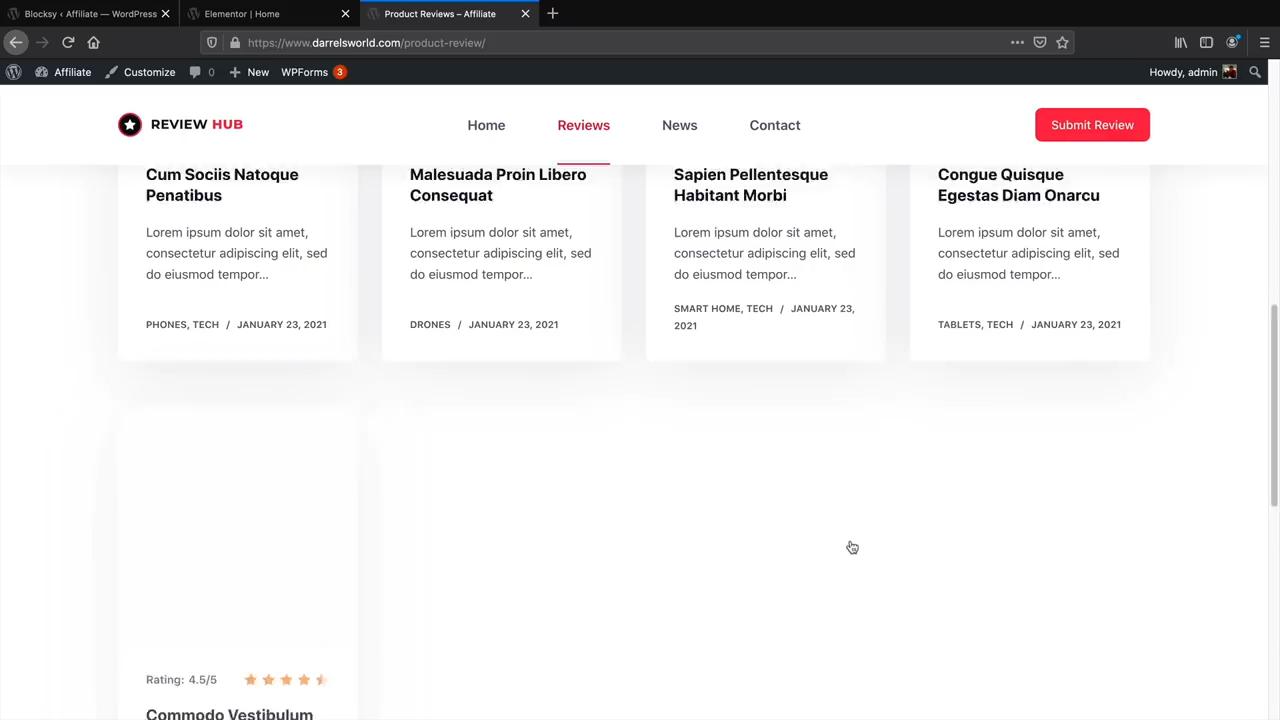 Blocksy ‹ Affiliate — WordPress
Elementor | Home
Product Reviews – Affiliate
https://www.darrelsworld.com/product-review/
Affiliate
Customize
0
New
WPForms 3
Howdy, admin
REVIEW HUB
Home
Reviews
News
Contact
Submit Review
Cum Sociis Natoque
Penatibus
Lorem ipsum dolor sit amet,
consectetur adipiscing elit, sed
do eiusmod tempor…
PHONES, TECH / JANUARY 23, 2021
Malesuada Proin Libero
Consequat
Lorem ipsum dolor sit amet,
consectetur adipiscing elit, sed
do eiusmod tempor…
DRONES / JANUARY 23, 2021
Sapien Pellentesque
Habitant Morbi
Lorem ipsum dolor sit amet,
consectetur adipiscing elit, sed
do eiusmod tempor…
SMART HOME, TECH / JANUARY 23,
2021
Congue Quisque
Egestas Diam Onarcu
Lorem ipsum dolor sit amet,
consectetur adipiscing elit, sed
do eiusmod tempor…
TABLETS, TECH / JANUARY 23, 2021
Rating: 4.5/5
Commodo Vestibulum